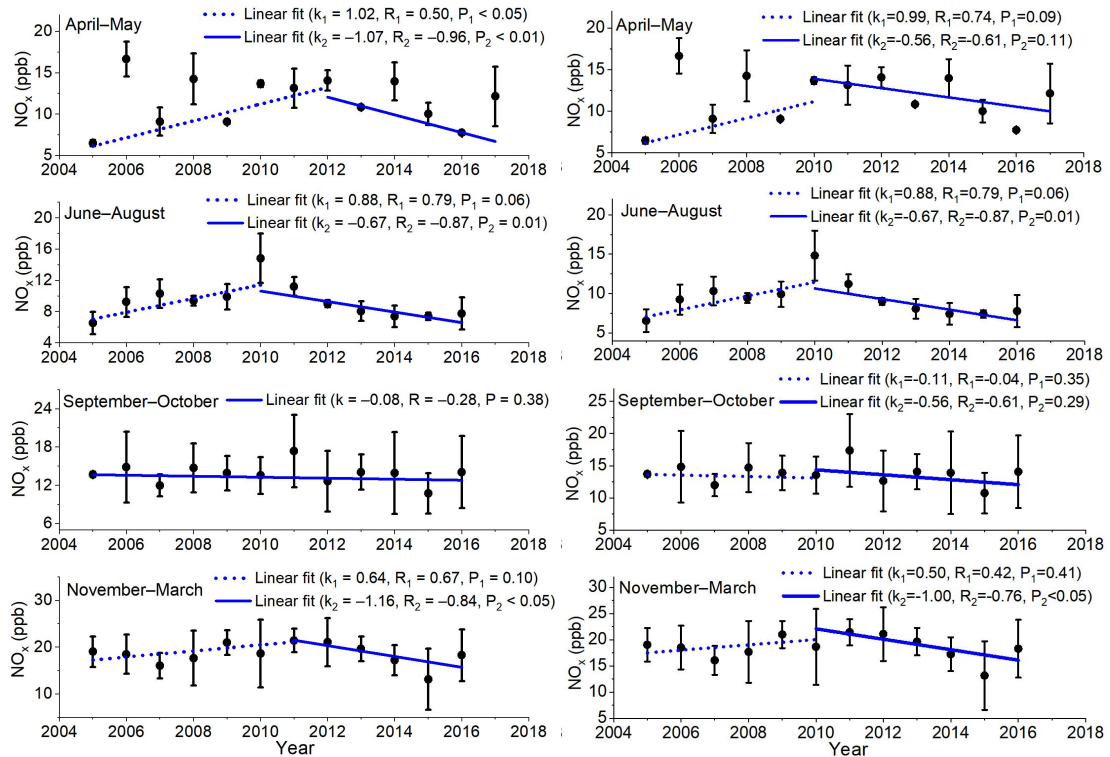 April–May
Linear fit (k₁ = 1.02, R₁ = 0.50, P₁ < 0.05)
Linear fit (k₂ = –1.07, R₂ = –0.96, P₂ < 0.01)
NOₓ (ppb)
20
15
10
5
2004 2006 2008 2010 2012 2014 2016 2018
June–August
Linear fit (k₁ = 0.88, R₁ = 0.79, P₁ = 0.06)
Linear fit (k₂ = –0.67, R₂ = –0.87, P₂ = 0.01)
NOₓ (ppb)
20
16
12
8
4
2004 2006 2008 2010 2012 2014 2016 2018
September–October
Linear fit (k = –0.08, R = –0.28, P = 0.38)
NOₓ (ppb)
24
18
12
6
2004 2006 2008 2010 2012 2014 2016 2018
November–March
Linear fit (k₁ = 0.64, R₁ = 0.67, P₁ = 0.10)
Linear fit (k₂ = –1.16, R₂ = –0.84, P₂ < 0.05)
NOₓ (ppb)
30
20
10
2004 2006 2008 2010 2012 2014 2016 2018
Year
April–May
Linear fit (k₁=0.99, R₁=0.74, P₁=0.09)
Linear fit (k₂=-0.56, R₂=-0.61, P₂=0.11)
NOₓ (ppb)
20
15
10
5
2004 2006 2008 2010 2012 2014 2016 2018
June–August
Linear fit (k₁=0.88, R₁=0.79, P₁=0.06)
Linear fit (k₂=-0.67, R₂=-0.87, P₂=0.01)
NOₓ (ppb)
20
15
10
5
2004 2006 2008 2010 2012 2014 2016 2018
September–October
Linear fit (k₁=-0.11, R₁=-0.04, P₁=0.35)
Linear fit (k₂=-0.56, R₂=-0.61, P₂=0.29)
NOₓ (ppb)
25
20
15
10
5
2004 2006 2008 2010 2012 2014 2016 2018
November–March
Linear fit (k₁=0.50, R₁=0.42, P₁=0.41)
Linear fit (k₂=-1.00, R₂=-0.76, P₂<0.05)
NOₓ (ppb)
30
25
20
15
10
5
2004 2006 2008 2010 2012 2014 2016 2018
Year